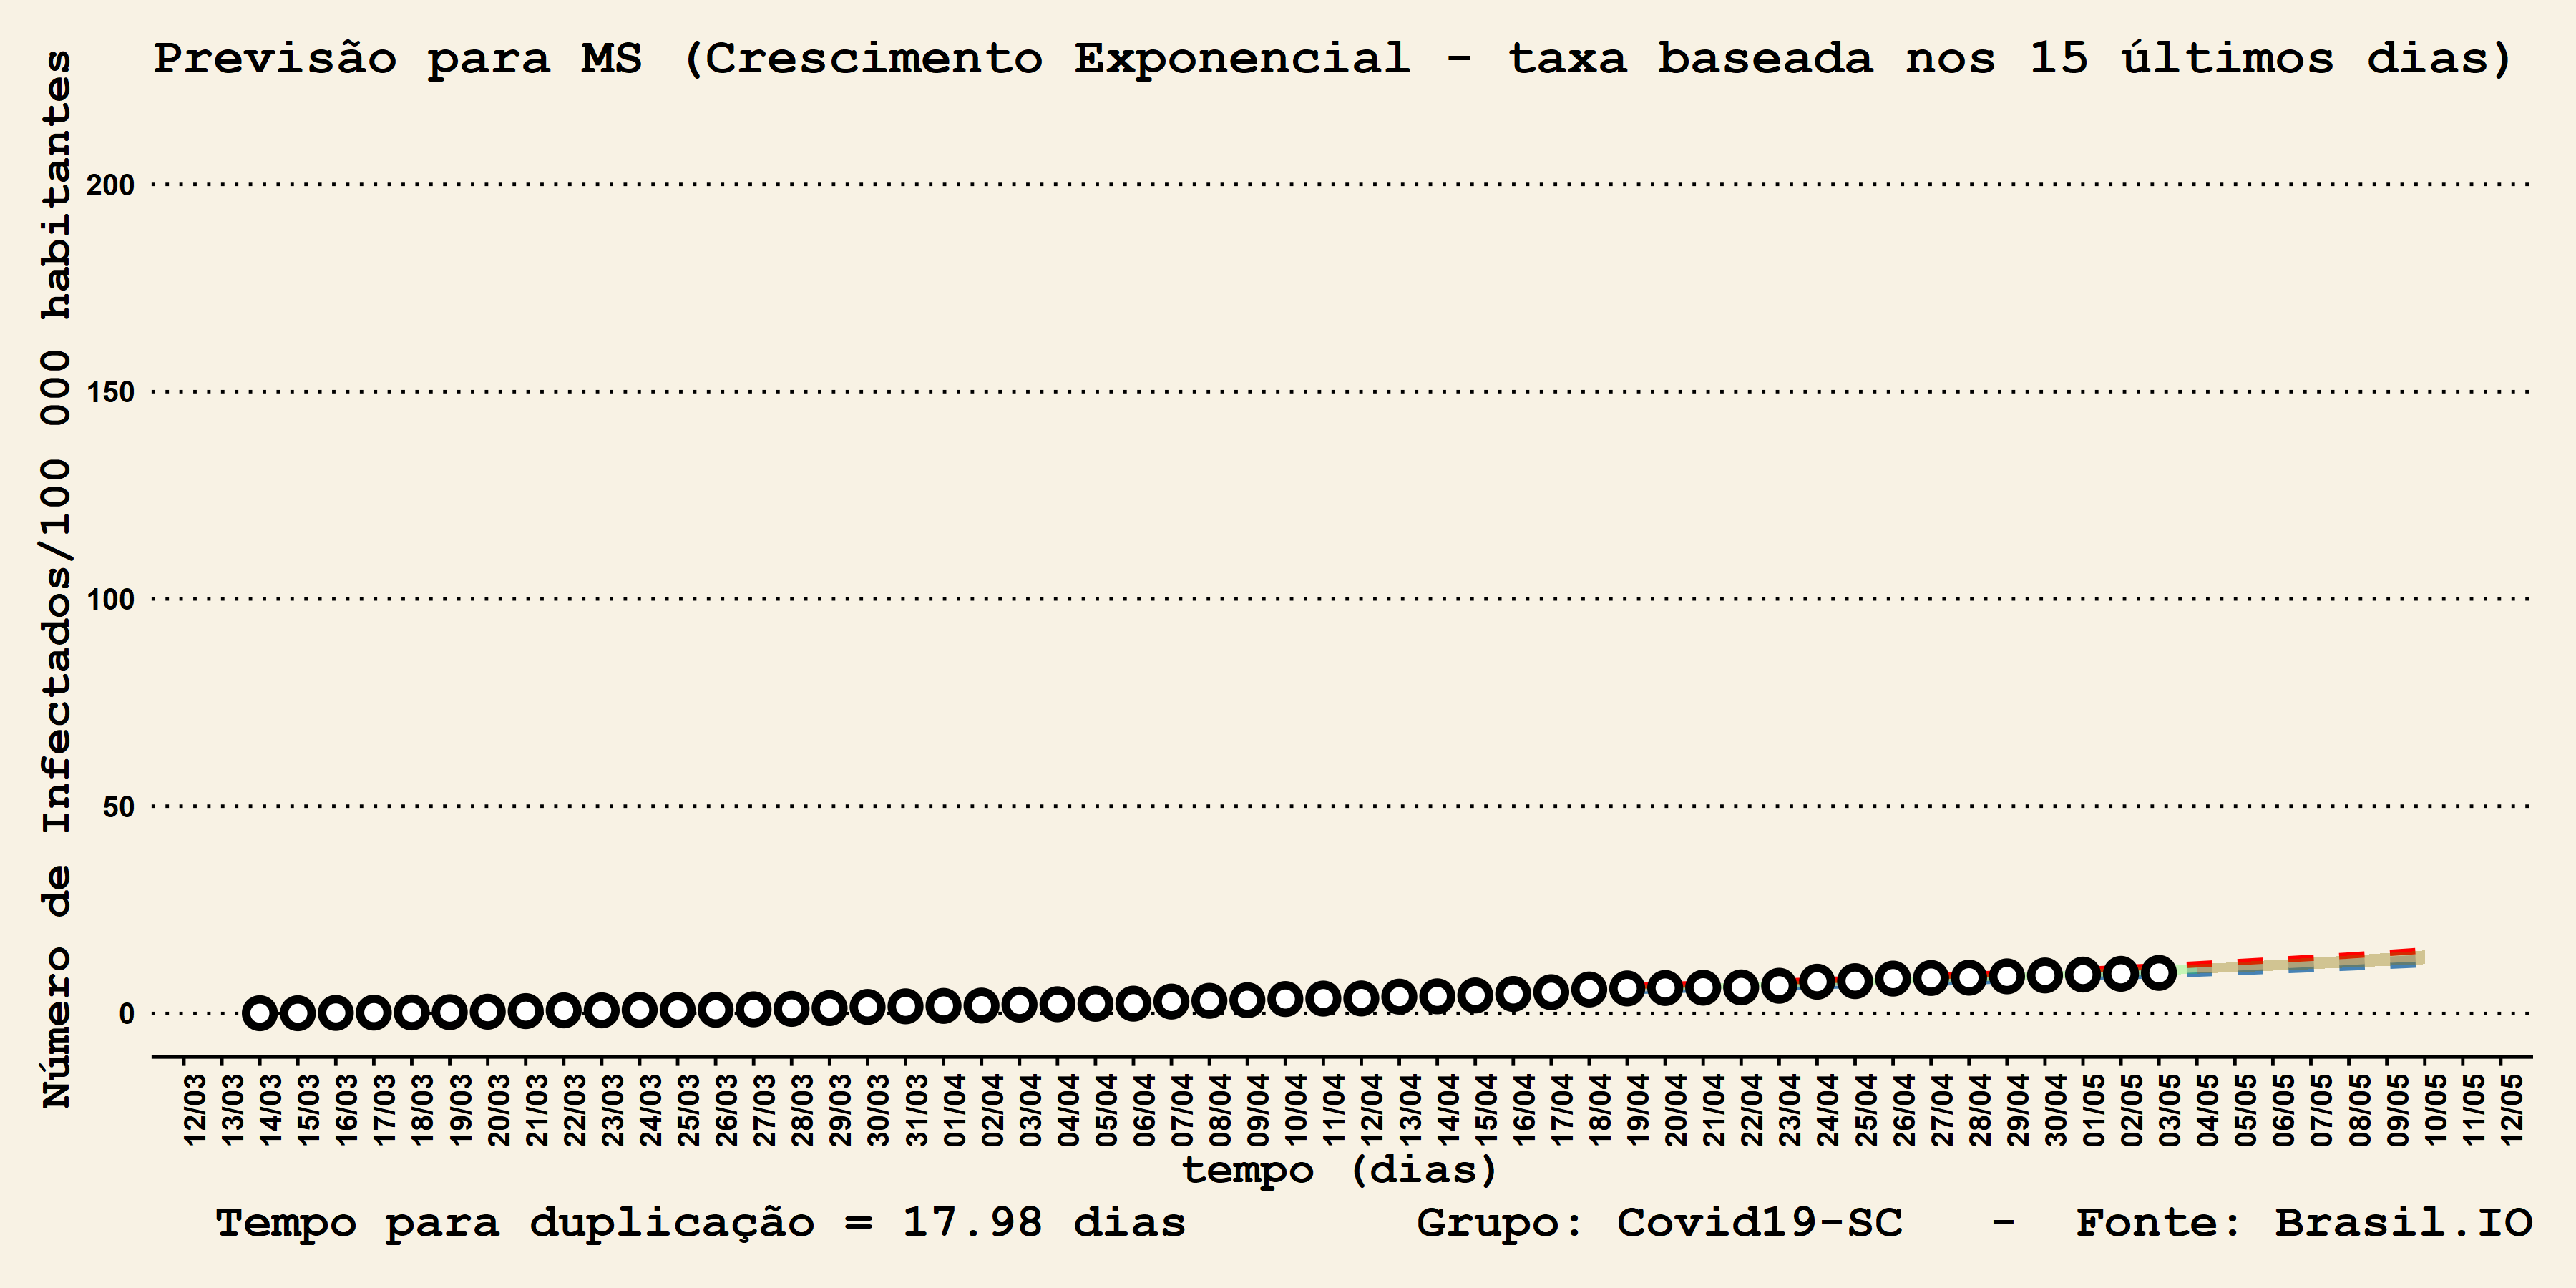 Previsão para MS (Crescimento Exponencial - taxa baseada nos 15 últimos dias)
Número de Infectados/100 000 habitantes
200
150
100
50
0
12/03 13/03 14/03 15/03 16/03 17/03 18/03 19/03 20/03 21/03 22/03 23/03 24/03 25/03 26/03 27/03 28/03 29/03 30/03 31/03 01/04 02/04 03/04 04/04 05/04 06/04 07/04 08/04 09/04 10/04 11/04 12/04 13/04 14/04 15/04 16/04 17/04 18/04 19/04 20/04 21/04 22/04 23/04 24/04 25/04 26/04 27/04 28/04 29/04 30/04 01/05 02/05 03/05 04/05 05/05 06/05 07/05 08/05 09/05 10/05 11/05 12/05
tempo (dias)
Tempo para duplicação = 17.98 dias Grupo: Covid19-SC - Fonte: Brasil.IO